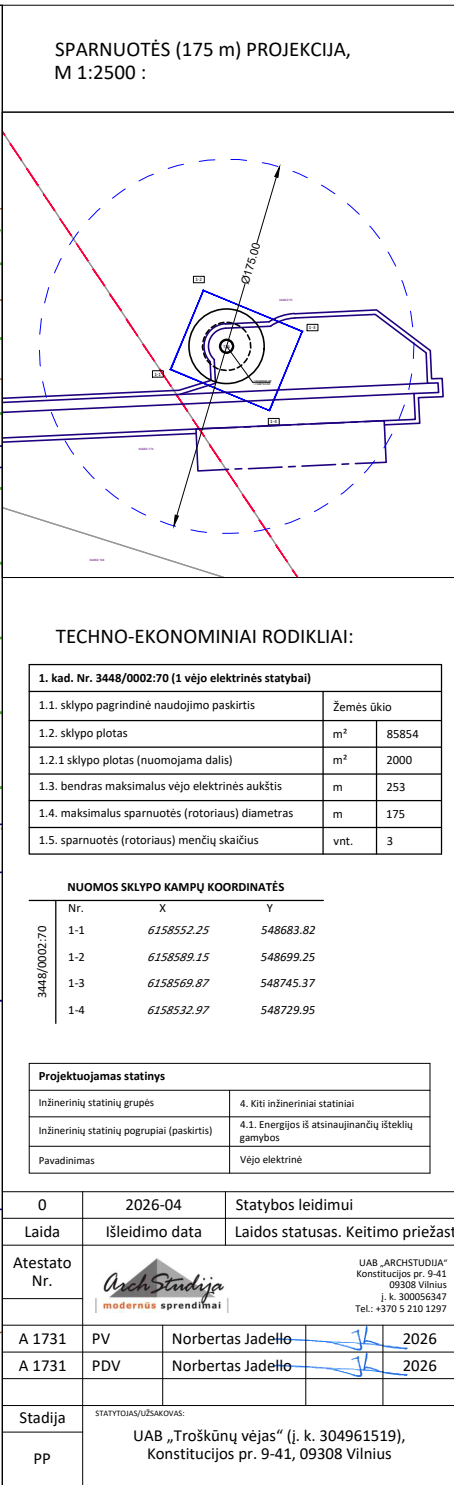 SPARNUOTĖS (175 m) PROJEKCIJA,
M 1:2500 :
Ø175.00
1-2
1-3
1-1
1-4
TECHNO-EKONOMINIAI RODIKLIAI:
1. kad. Nr. 3448/0002:70 (1 vėjo elektrinės statybai)
1.1. sklypo pagrindinė naudojimo paskirtis Žemės ūkio
1.2. sklypo plotas m² 85854
1.2.1 sklypo plotas (nuomojama dalis) m² 2000
1.3. bendras maksimalus vėjo elektrinės aukštis m 253
1.4. maksimalus sparnuotės (rotoriaus) diametras m 175
1.5. sparnuotės (rotoriaus) menčių skaičius vnt. 3
NUOMOS SKLYPO KAMPŲ KOORDINATĖS
3448/0002:70
Nr. X Y
1-1 6158552.25 548683.82
1-2 6158589.15 548699.25
1-3 6158569.87 548745.37
1-4 6158532.97 548729.95
Projektuojamas statinys
Inžinerinių statinių grupės 4. Kiti inžineriniai statiniai
Inžinerinių statinių pogrupiai (paskirtis) 4.1. Energijos iš atsinaujinančių išteklių
gamybos
Pavadinimas Vėjo elektrinė
0 2026-04 Statybos leidimui
Laida Išleidimo data Laidos statusas. Keitimo priežast
Atestato
Nr.
ArchStudija
modernūs sprendimai
UAB „ARCHSTUDIJA"
Konstitucijos pr. 9-41
09308 Vilnius
į. k. 300056347
Tel.: +370 5 210 1297
A 1731 PV Norbertas Jadello 2026
A 1731 PDV Norbertas Jadello 2026
Stadija
PP
STATYTOJAS/UŽSAKOVAS:
UAB „Troškūnų vėjas" (į. k. 304961519),
Konstitucijos pr. 9-41, 09308 Vilnius